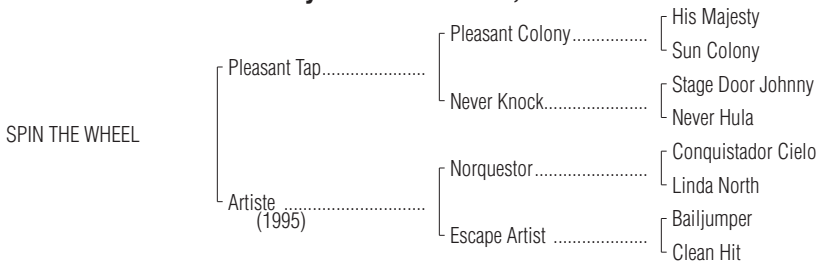 His Majesty
Pleasant Colony................
Sun Colony
Pleasant Tap......................
Stage Door Johnny
Never Knock......................
Never Hula
SPIN THE WHEEL
Conquistador Cielo
Norquestor........................
Linda North
Artiste ..............................
(1995)
Bailjumper
Escape Artist ....................
Clean Hit